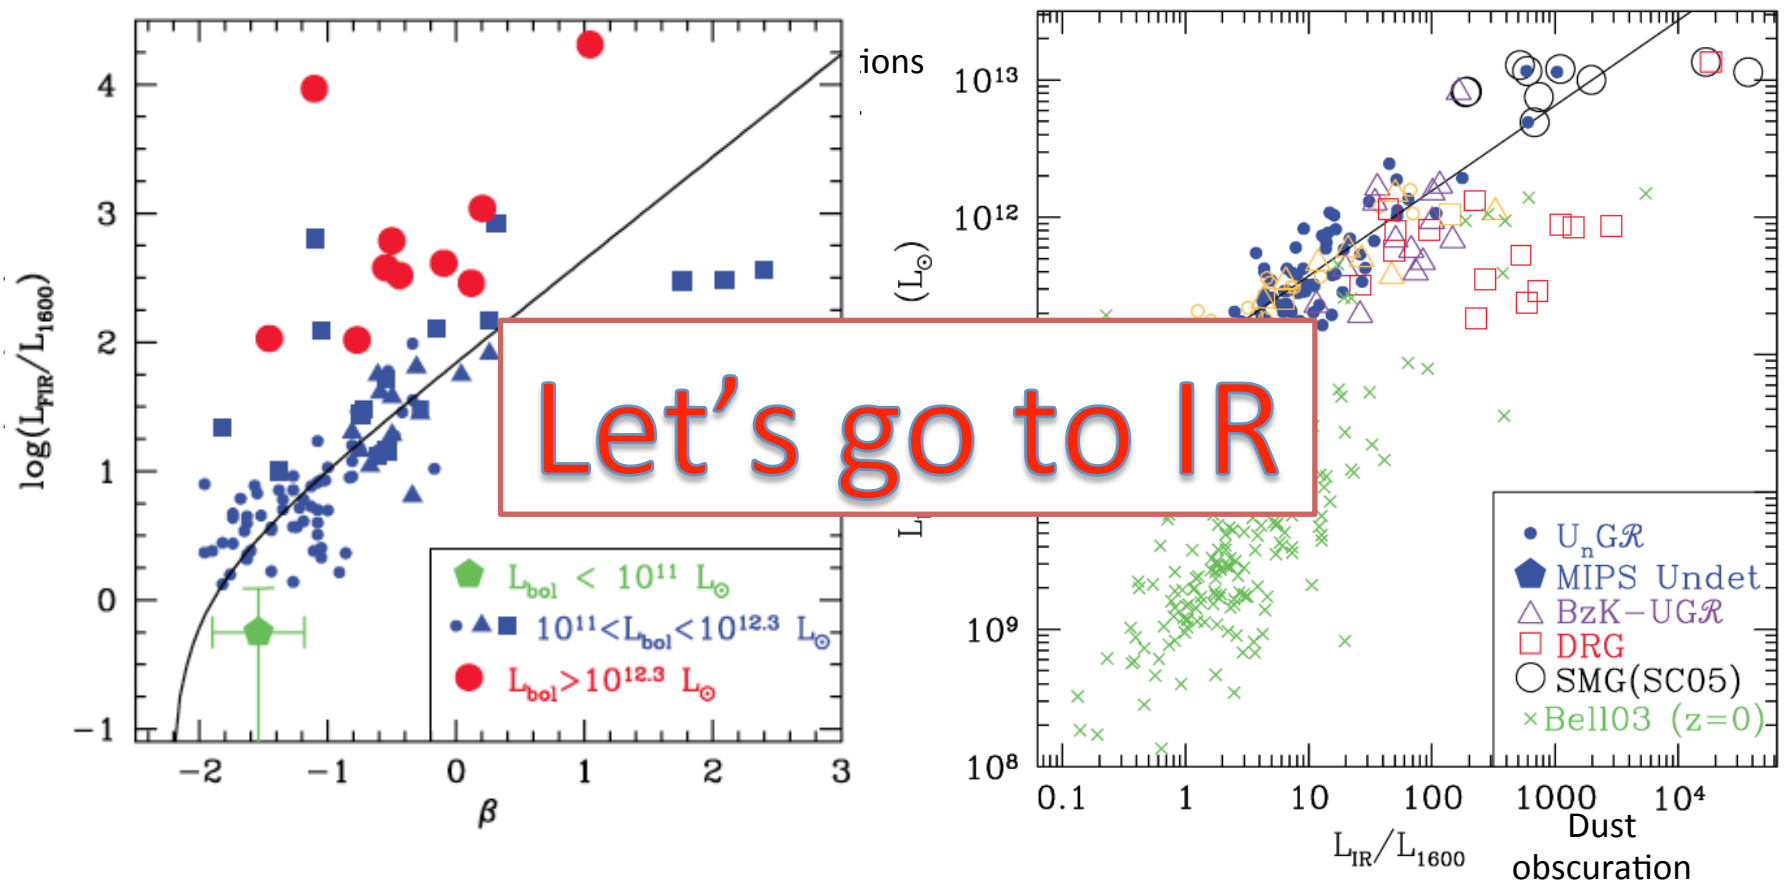 ions
log(L_FIR/L_1600)
4
3
2
1
0
−1
L_bol < 10^11 L_⊙
10^11<L_bol<10^12.3 L_⊙
L_bol>10^12.3 L_⊙
−2 −1 0 1 2 3
β
Let’s go to IR
(L_⊙)
10^13
10^12
10^9
10^8
U_nGℛ
MIPS Undet
BzK−UGℛ
DRG
SMG(SC05)
Bell03 (z=0)
0.1 1 10 100 1000 10^4
L_IR/L_1600
Dust
obscuration